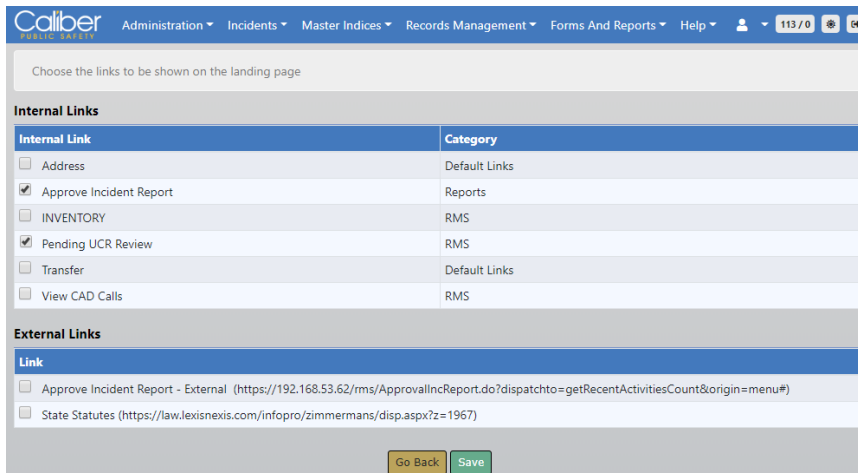 Caliber
PUBLIC SAFETY
Administration Incidents Master Indices Records Management Forms And Reports Help 113 / 0
Choose the links to be shown on the landing page
Internal Links
Internal Link Category
Address Default Links
Approve Incident Report Reports
INVENTORY RMS
Pending UCR Review RMS
Transfer Default Links
View CAD Calls RMS
External Links
Link
Approve Incident Report - External (https://192.168.53.62/rms/ApprovalIncReport.do?dispatchto=getRecentActivitiesCount&origin=menu#)
State Statutes (https://law.lexisnexis.com/infopro/zimmermans/disp.aspx?z=1967)
Go Back Save